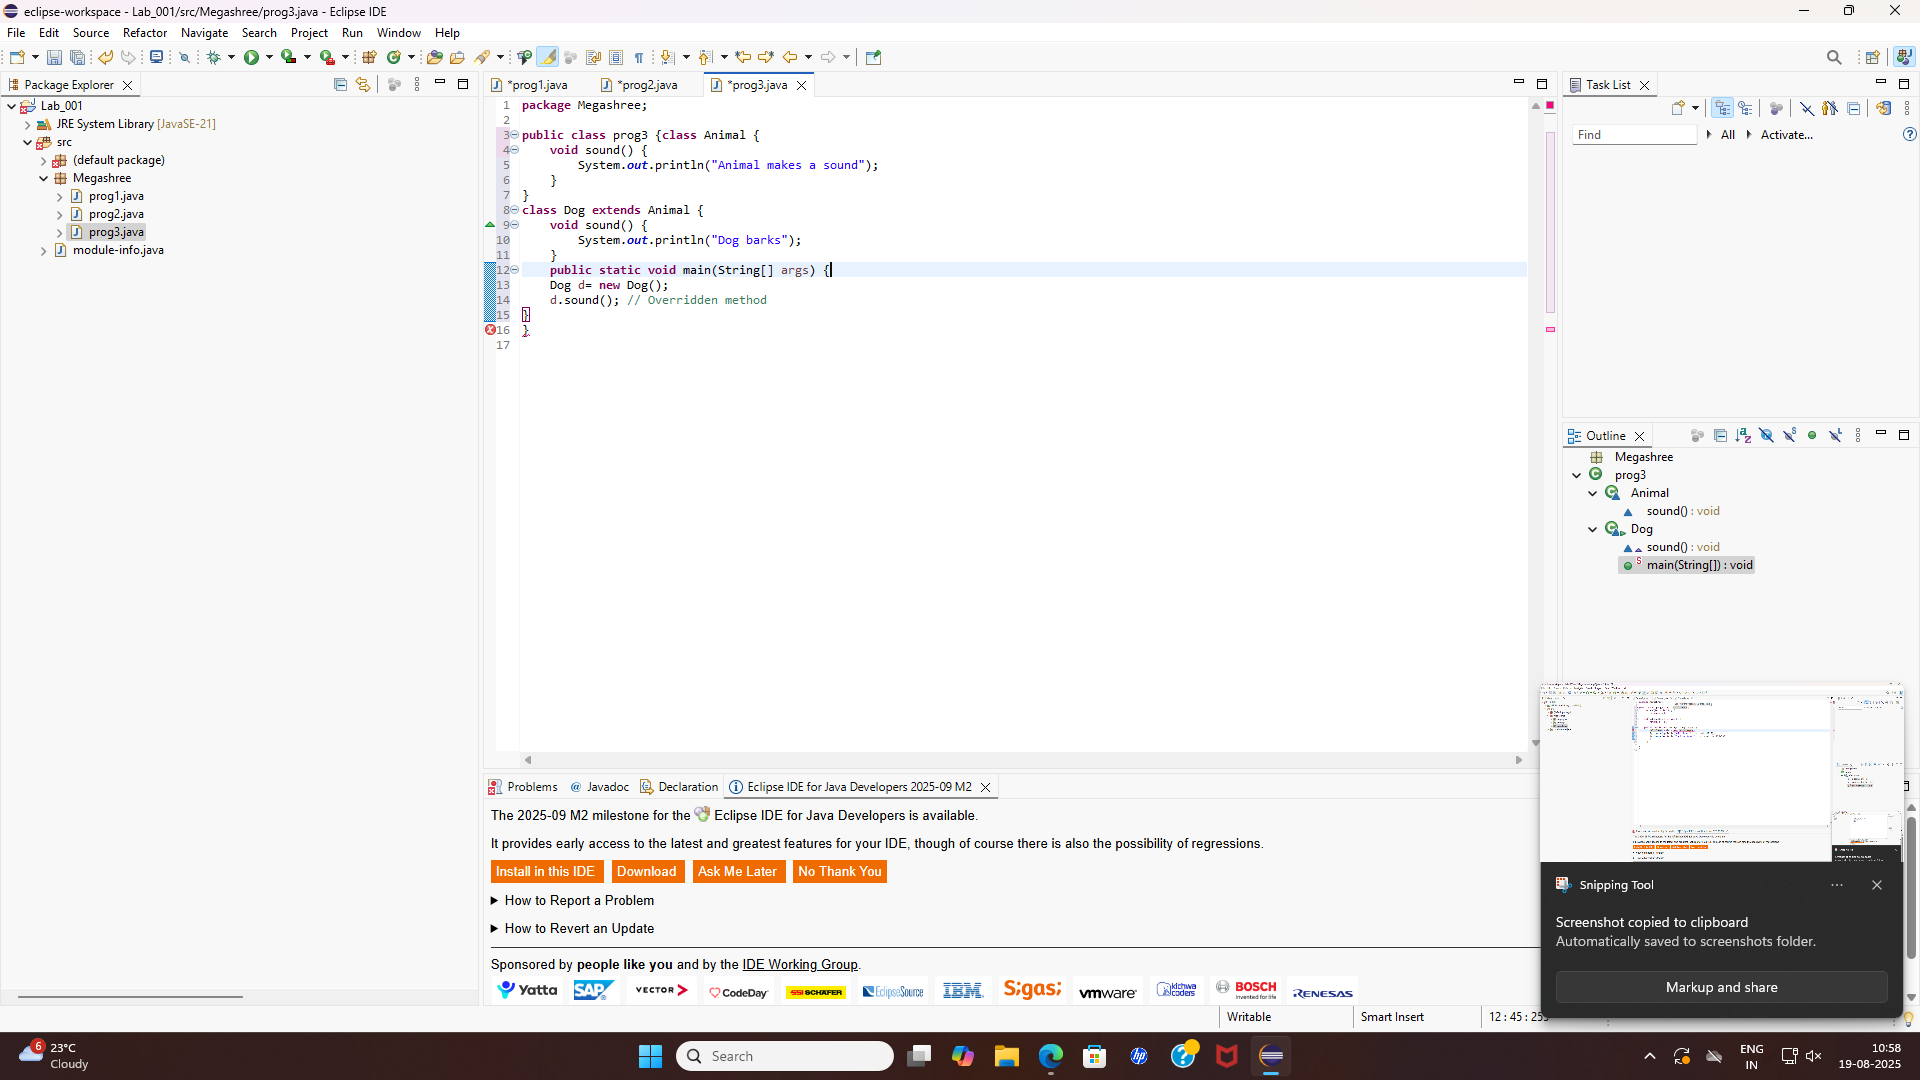 eclipse-workspace - Lab_001/src/Megashree/prog3.java - Eclipse IDE
File Edit Source Refactor Navigate Search Project Run Window Help
Package Explorer
Lab_001
JRE System Library [JavaSE-21]
src
(default package)
Megashree
prog1.java
prog2.java
prog3.java
module-info.java
*prog1.java *prog2.java *prog3.java
1 package Megashree;
2
3 public class prog3 {class Animal {
4 void sound() {
5 System.out.println("Animal makes a sound");
6 }
7 }
8 class Dog extends Animal {
9 void sound() {
10 System.out.println("Dog barks");
11 }
12 public static void main(String[] args) {
13 Dog d= new Dog();
14 d.sound(); // Overridden method
15 }
16 }
17
Task List
Find All Activate...
Outline
Megashree
prog3
Animal
sound() : void
Dog
sound() : void
main(String[]) : void
Problems @ Javadoc Declaration Eclipse IDE for Java Developers 2025-09 M2
The 2025-09 M2 milestone for the Eclipse IDE for Java Developers is available.
It provides early access to the latest and greatest features for your IDE, though of course there is also the possibility of regressions.
Install in this IDE Download Ask Me Later No Thank You
How to Report a Problem
How to Revert an Update
Sponsored by people like you and by the IDE Working Group.
Yatta SAP VECTOR CodeDay SSI SCHAFER EclipseSource IBM Sigasi vmware kichwa coders BOSCH Invented for life RENESAS
Snipping Tool
Screenshot copied to clipboard
Automatically saved to screenshots folder.
Markup and share
Writable Smart Insert
6 23°C
Cloudy
Search
hp
ENG
IN
10:58
19-08-2025